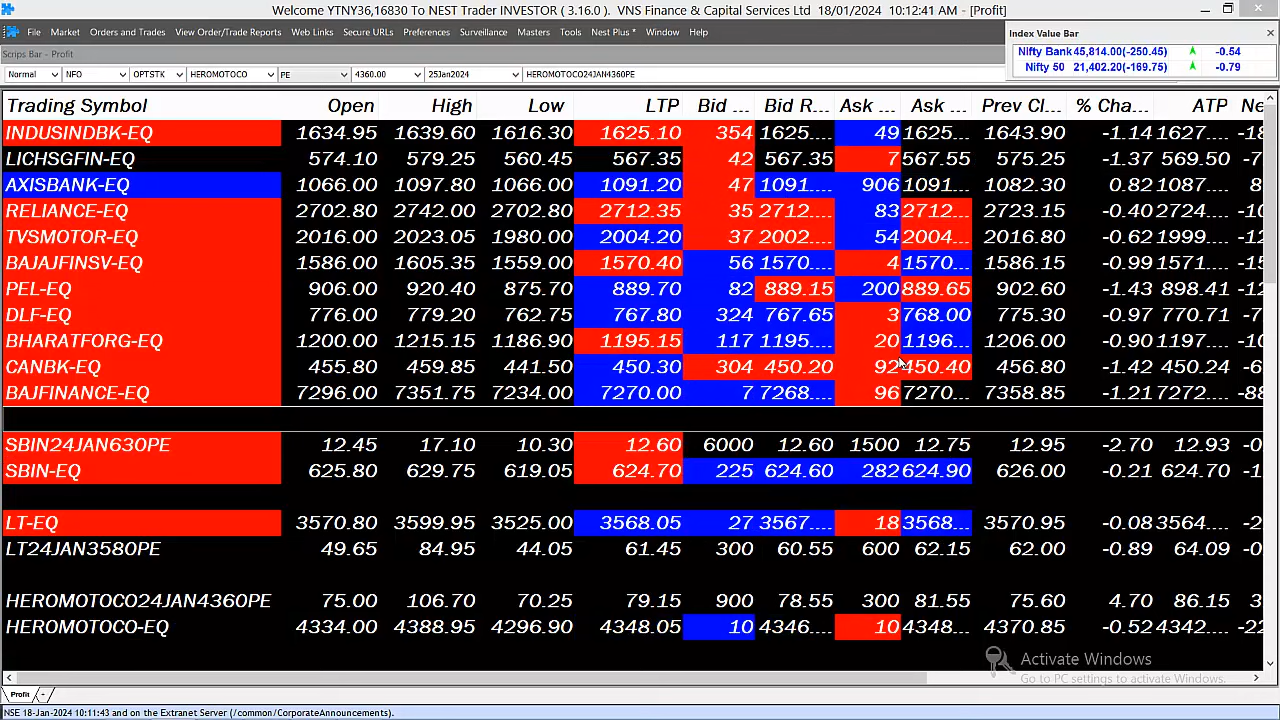 Welcome YTNY36,16830 To NEST Trader INVESTOR ( 3.16.0 ). VNS Finance & Capital Services Ltd 18/01/2024 10:12:41 AM - [Profit]
File Market Orders and Trades View Order/Trade Reports Web Links Secure URLs Preferences Surveillance Masters Tools Nest Plus* Window Help
Index Value Bar
Nifty Bank 45,814.00(-250.45) -0.54
Nifty 50 21,402.20(-169.75) -0.79
Scrips Bar - Profit
Normal NFO OPTSTK HEROMOTOCO PE 4360.00 25Jan2024 HEROMOTOCO24JAN4360PE
Trading Symbol Open High Low LTP Bid ... Bid R... Ask ... Ask ... Prev Cl... % Cha... ATP Ne
INDUSINDBK-EQ 1634.95 1639.60 1616.30 1625.10 354 1625.... 49 1625... 1643.90 -1.14 1627.... -18
LICHSGFIN-EQ 574.10 579.25 560.45 567.35 42 567.35 7 567.55 575.25 -1.37 569.50 -7
AXISBANK-EQ 1066.00 1097.80 1066.00 1091.20 47 1091.... 906 1091... 1082.30 0.82 1087.... 8
RELIANCE-EQ 2702.80 2742.00 2702.80 2712.35 35 2712.... 83 2712... 2723.15 -0.40 2724.... -10
TVSMOTOR-EQ 2016.00 2023.05 1980.00 2004.20 37 2002.... 54 2004... 2016.80 -0.62 1999.... -12
BAJAJFINSV-EQ 1586.00 1605.35 1559.00 1570.40 56 1570.... 4 1570... 1586.15 -0.99 1571.... -15
PEL-EQ 906.00 920.40 875.70 889.70 82 889.15 200 889.65 902.60 -1.43 898.41 -12
DLF-EQ 776.00 779.20 762.75 767.80 324 767.65 3 768.00 775.30 -0.97 770.71 -7
BHARATFORG-EQ 1200.00 1215.15 1186.90 1195.15 117 1195.... 20 1196... 1206.00 -0.90 1197.... -10
CANBK-EQ 455.80 459.85 441.50 450.30 304 450.20 92 450.40 456.80 -1.42 450.24 -6
BAJFINANCE-EQ 7296.00 7351.75 7234.00 7270.00 7 7268.... 96 7270... 7358.85 -1.21 7272.... -88
SBIN24JAN630PE 12.45 17.10 10.30 12.60 6000 12.60 1500 12.75 12.95 -2.70 12.93 -0
SBIN-EQ 625.80 629.75 619.05 624.70 225 624.60 282 624.90 626.00 -0.21 624.70 -1
LT-EQ 3570.80 3599.95 3525.00 3568.05 27 3567.... 18 3568... 3570.95 -0.08 3564.... -2
LT24JAN3580PE 49.65 84.95 44.05 61.45 300 60.55 600 62.15 62.00 -0.89 64.09 -0
HEROMOTOCO24JAN4360PE 75.00 106.70 70.25 79.15 900 78.55 300 81.55 75.60 4.70 86.15 3
HEROMOTOCO-EQ 4334.00 4388.95 4296.90 4348.05 10 4346.... 10 4348... 4370.85 -0.52 4342.... -22
Activate Windows
Go to PC settings to activate Windows.
Profit -
NSE 18-Jan-2024 10:11:43 and on the Extranet Server (/common/CorporateAnnouncements).